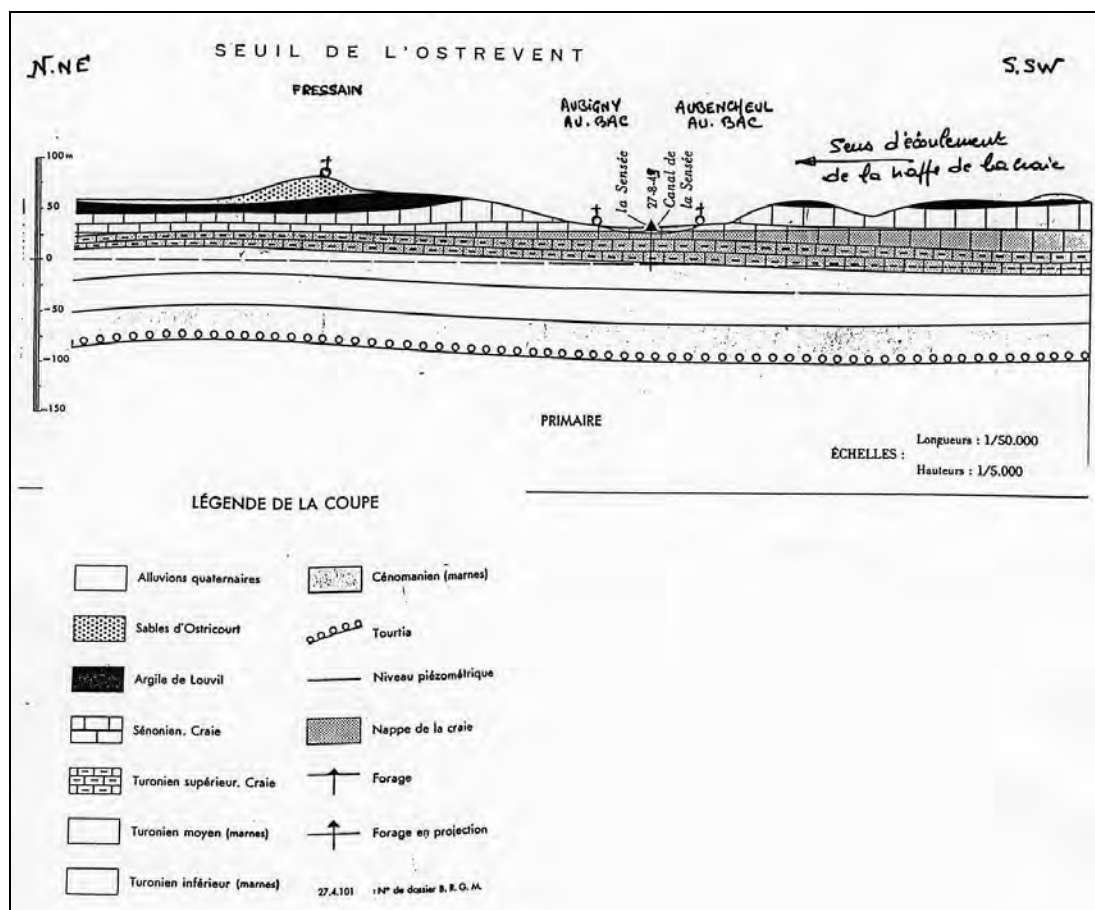 SEUIL DE L'OSTREVENT
N.NE
S.SW
FRESSAIN
AUBIGNY
AU.BAC
AUBENCHEUL
AU.BAC
la Sensée
Canal de
la Sensée
Sens d'écoulement
de la nappe de la craie
100m
50
0
-50
-100
-150
PRIMAIRE
ÉCHELLES :
Longueurs : 1/50.000
Hauteurs : 1/5.000
LÉGENDE DE LA COUPE
Alluvions quaternaires
Sables d'Ostricourt
Argile de Louvil
Sénonien. Craie
Turonien supérieur. Craie
Turonien moyen (marnes)
Turonien inférieur (marnes)
Cénomanien (marnes)
Tourtia
Niveau piézométrique
Nappe de la craie
Forage
Forage en projection
27.4.101 : N° de dossier B. R. G. M.